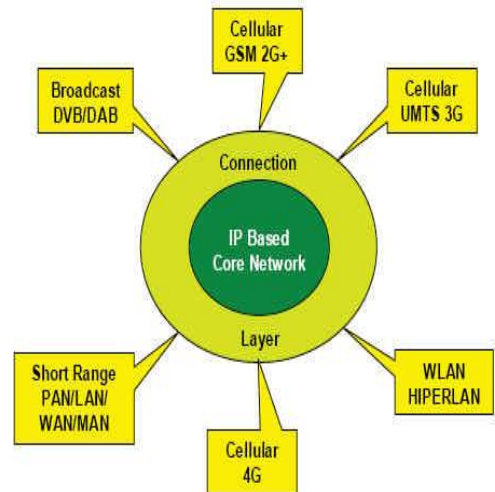 Cellular
GSM 2G+
Broadcast
DVB/DAB
Cellular
UMTS 3G
Connection
IP Based
Core Network
Layer
Short Range
PAN/LAN/
WAN/MAN
WLAN
HIPERLAN
Cellular
4G